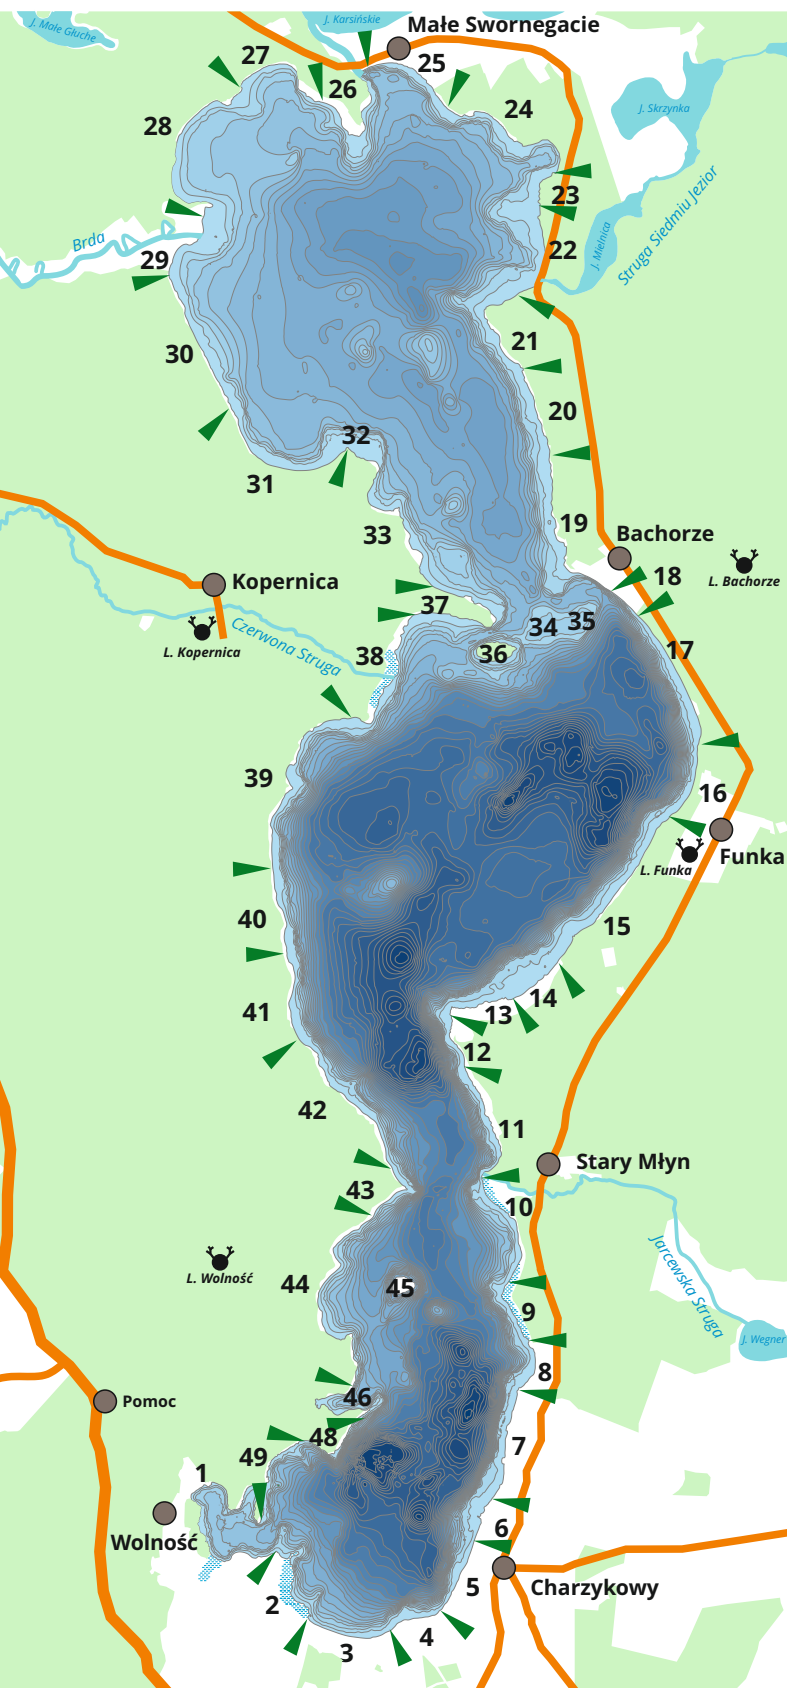 J. Małe Głuche
J. Karsińskie
Małe Swornegacie
27
25
26
24
28
J. Skrzynka
23
Struga Siedmiu Jezior
Brda
J. Mielnica
22
29
21
30
20
32
31
19
33
Bachorze
18
L. Bachorze
Kopernica
37
34
35
Czerwona Struga
L. Kopernica
38
36
17
39
16
Funka
L. Funka
40
15
14
41
13
12
42
11
Stary Młyn
43
10
Jarcewska Struga
L. Wolność
44
45
9
J. Wegner
8
46
Pomoc
48
7
49
1
6
Wolność
5
Charzykowy
2
4
3